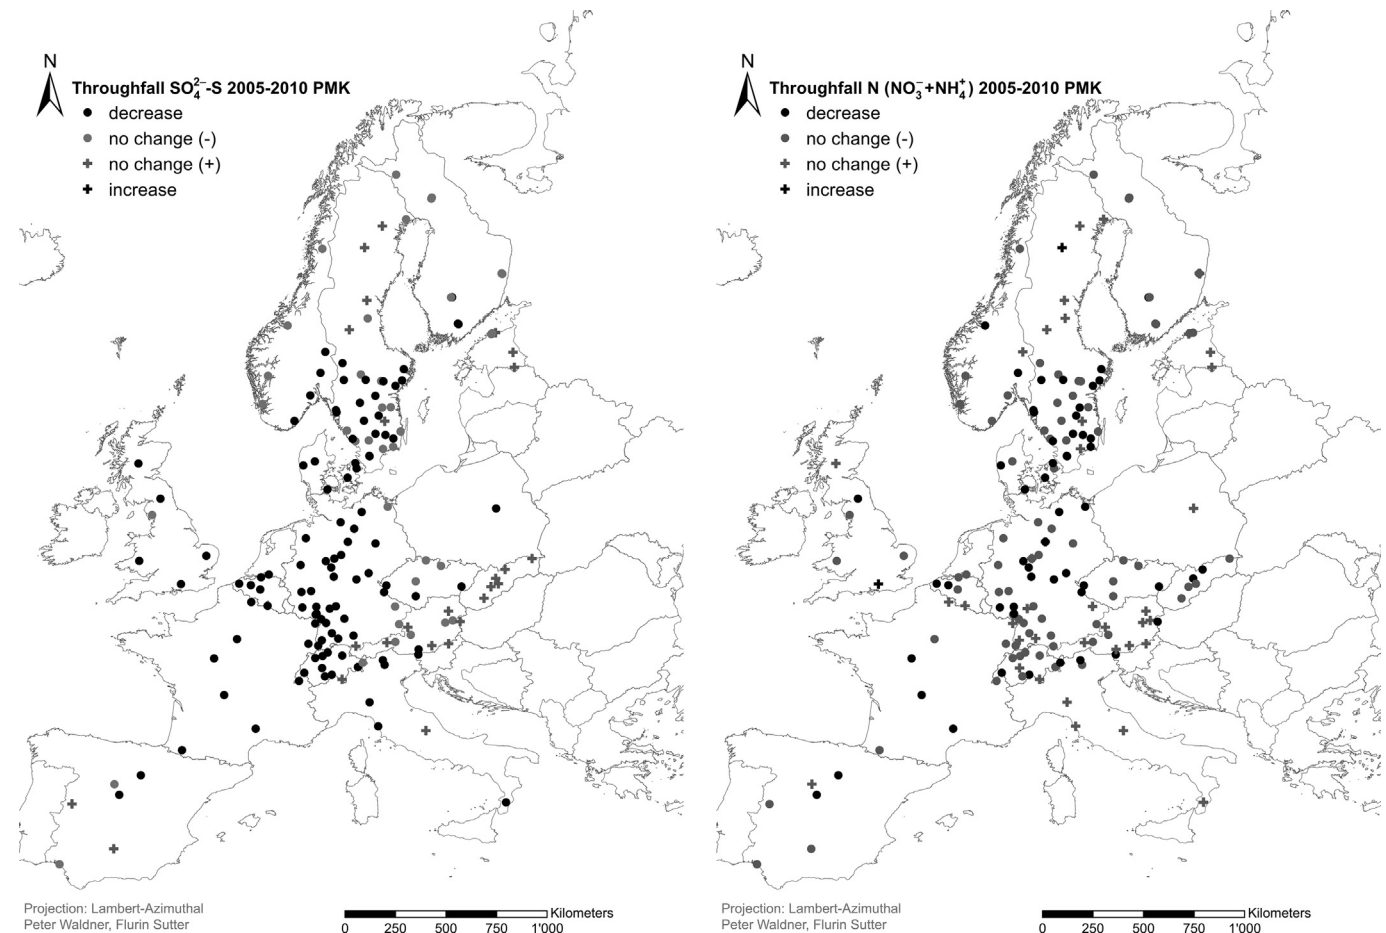 N
Throughfall SO₄²⁻-S 2005-2010 PMK
decrease
no change (-)
no change (+)
increase
Projection: Lambert-Azimuthal
Peter Waldner, Flurin Sutter
Kilometers
0 250 500 750 1'000
N
Throughfall N (NO₃⁻+NH₄⁺) 2005-2010 PMK
decrease
no change (-)
no change (+)
increase
Projection: Lambert-Azimuthal
Peter Waldner, Flurin Sutter
Kilometers
0 250 500 750 1'000